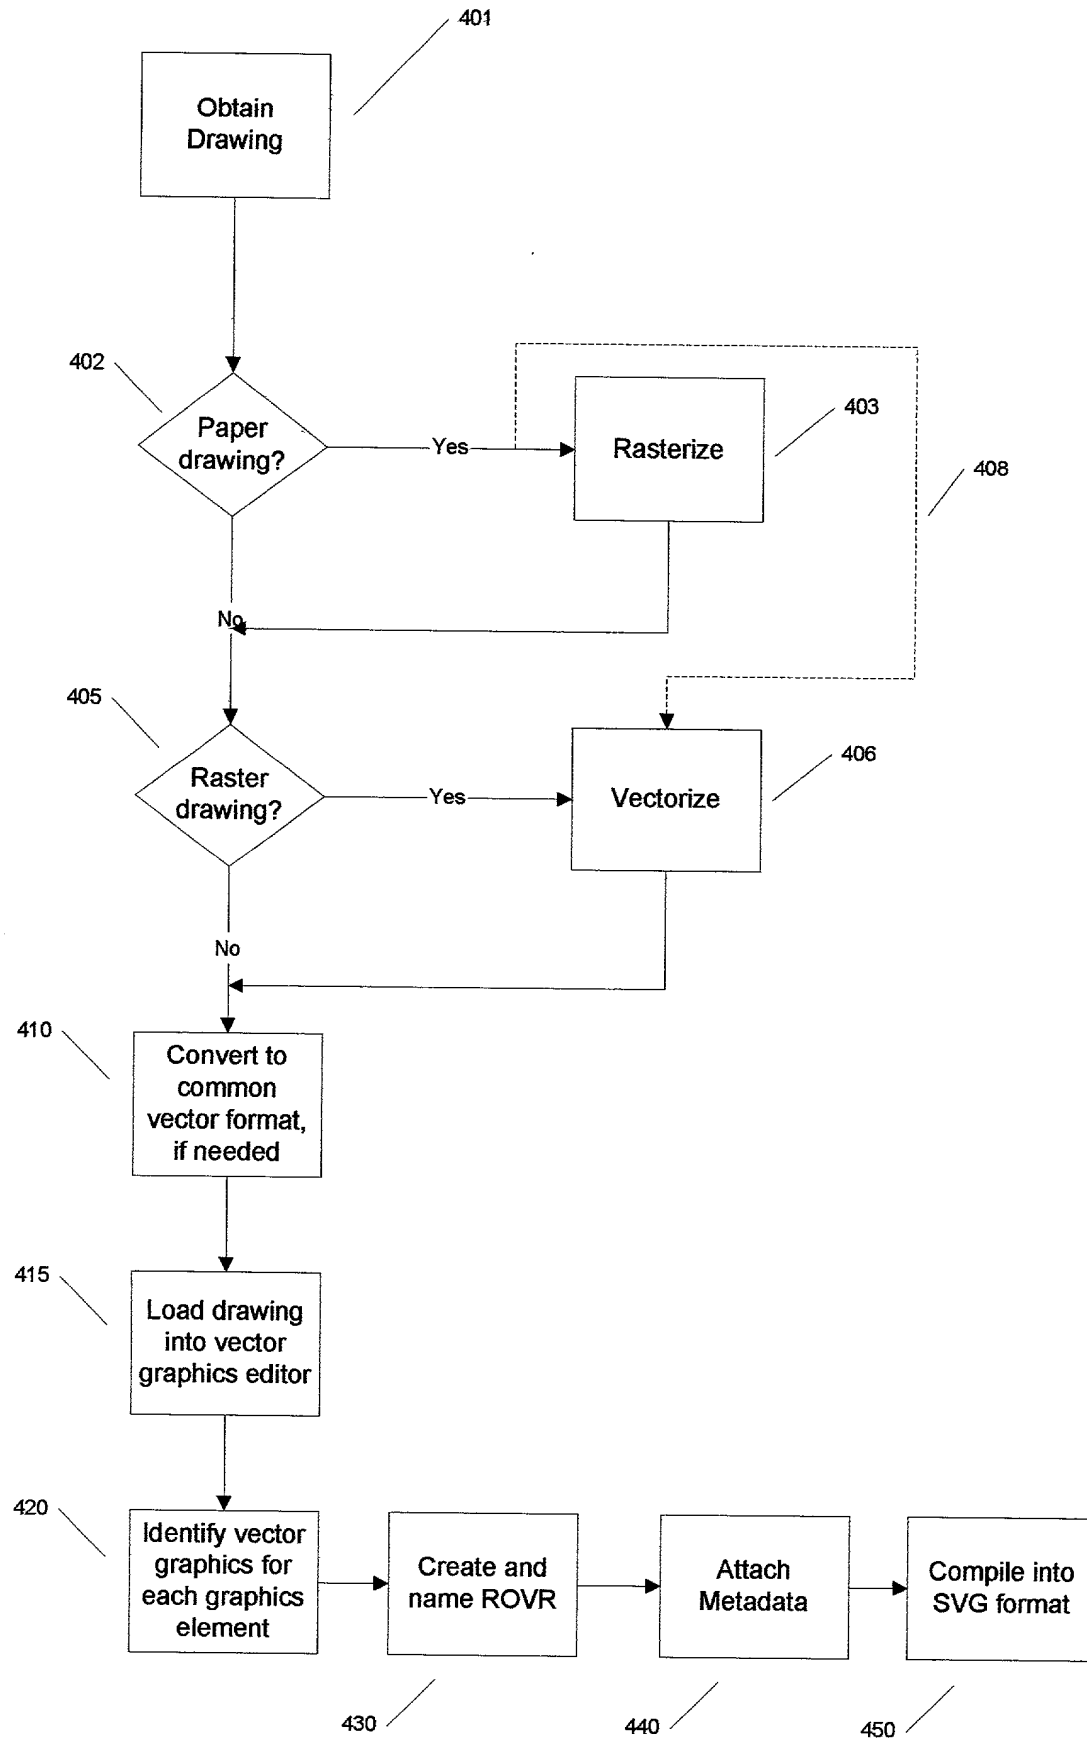 401
Obtain
Drawing
402
Paper
drawing?
Yes
Rasterize
403
408
No
405
Raster
drawing?
Yes
Vectorize
406
No
410
Convert to
common
vector format,
if needed
415
Load drawing
into vector
graphics editor
420
Identify vector
graphics for
each graphics
element
Create and
name ROVR
Attach
Metadata
Compile into
SVG format
430
440
450